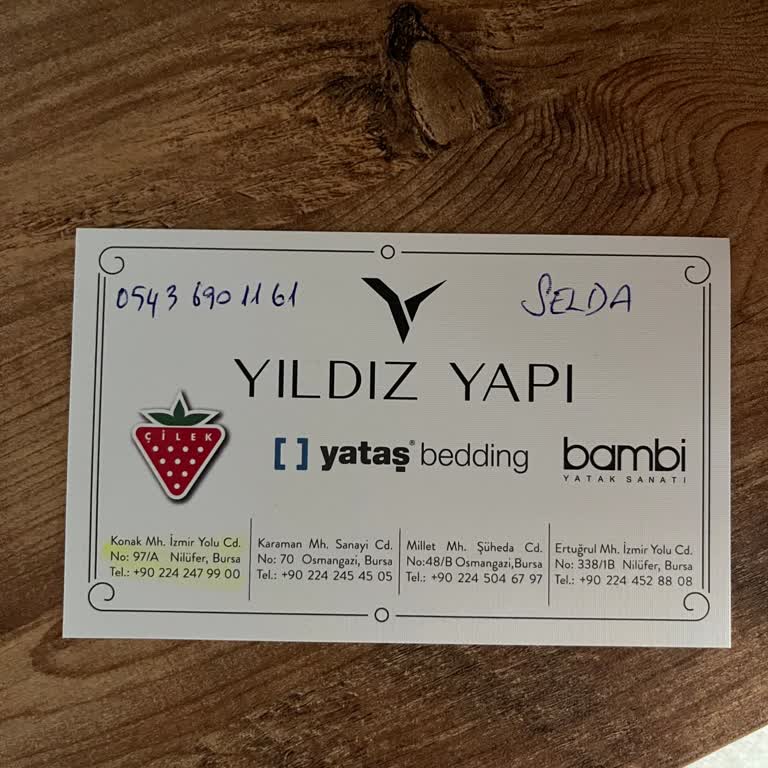 0543 690 11 61
SELDA
YILDIZ YAPI
ÇİLEK
[ ] yataş® bedding
bambi
YATAK SANATI
Konak Mh. İzmir Yolu Cd.
No: 97/A Nilüfer, Bursa
Tel.: +90 224 247 99 00
Karaman Mh. Sanayi Cd.
No: 70 Osmangazi, Bursa
Tel.: +90 224 245 45 05
Millet Mh. Şüheda Cd.
No:48/B Osmangazi,Bursa
Tel.: +90 224 504 67 97
Ertuğrul Mh. İzmir Yolu Cd.
No: 338/1B Nilüfer, Bursa
Tel.: +90 224 452 88 08